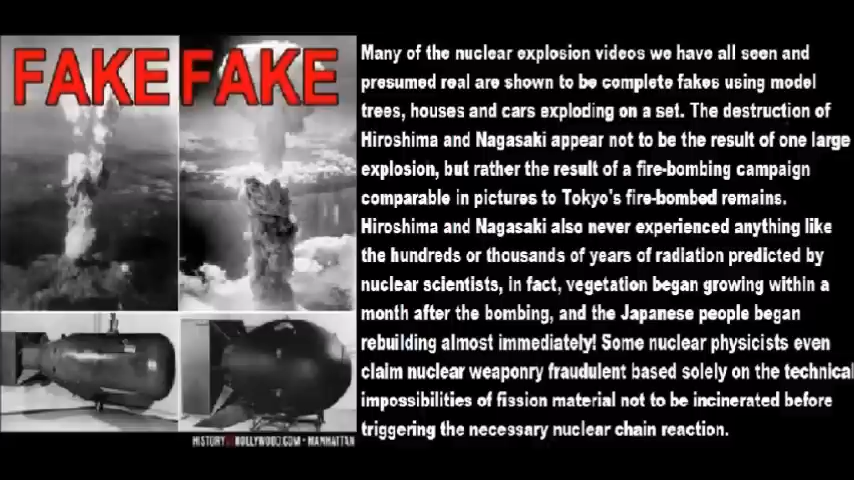 FAKE FAKE
Many of the nuclear explosion videos we have all seen and
presumed real are shown to be complete fakes using model
trees, houses and cars exploding on a set. The destruction of
Hiroshima and Nagasaki appear not to be the result of one large
explosion, but rather the result of a fire-bombing campaign
comparable in pictures to Tokyo's fire-bombed remains.
Hiroshima and Nagasaki also never experienced anything like
the hundreds or thousands of years of radiation predicted by
nuclear scientists, in fact, vegetation began growing within a
month after the bombing, and the Japanese people began
rebuilding almost immediately! Some nuclear physicists even
claim nuclear weaponry fraudulent based solely on the technical
impossibilities of fission material not to be incinerated before
triggering the necessary nuclear chain reaction.
HISTORYvsHOLLYWOOD.COM • MANHATTAN